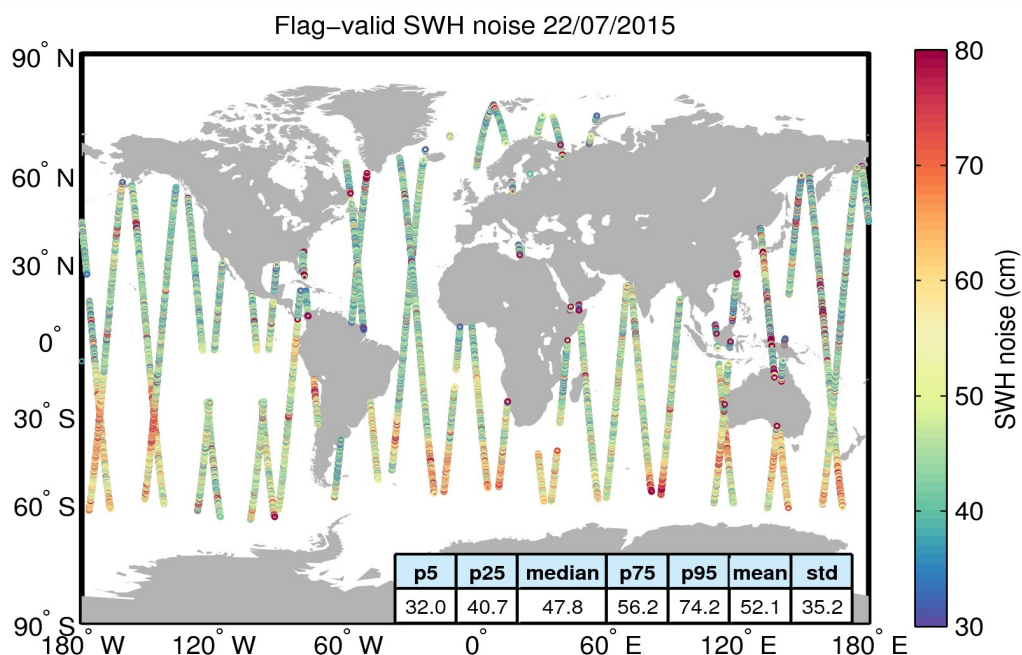 Flag−valid SWH noise 22/07/2015
90° N
60° N
30° N
0°
30° S
60° S
90° S
180° W
120° W
60° W
0°
60° E
120° E
180° E
p5 p25 median p75 p95 mean std
32.0 40.7 47.8 56.2 74.2 52.1 35.2
80
70
60
50
40
30
SWH noise (cm)